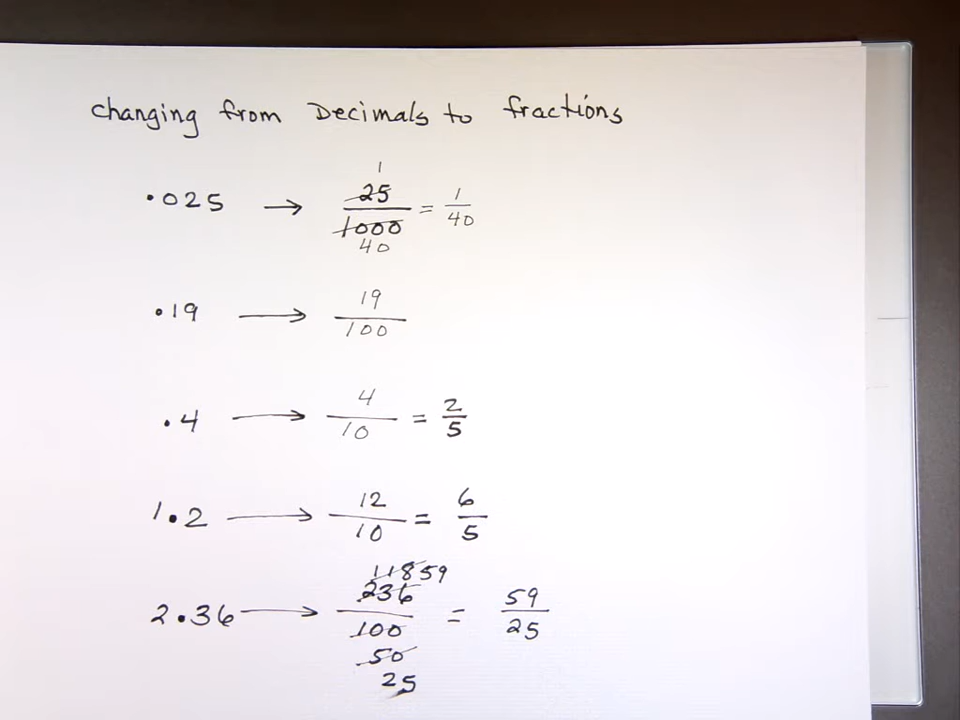 changing from Decimals to fractions
1
.025 → 25/1000 = 1/40
40
.19 → 19/100
.4 → 4/10 = 2/5
1.2 → 12/10 = 6/5
118 59
2.36 → 236/100 = 59/25
50
25